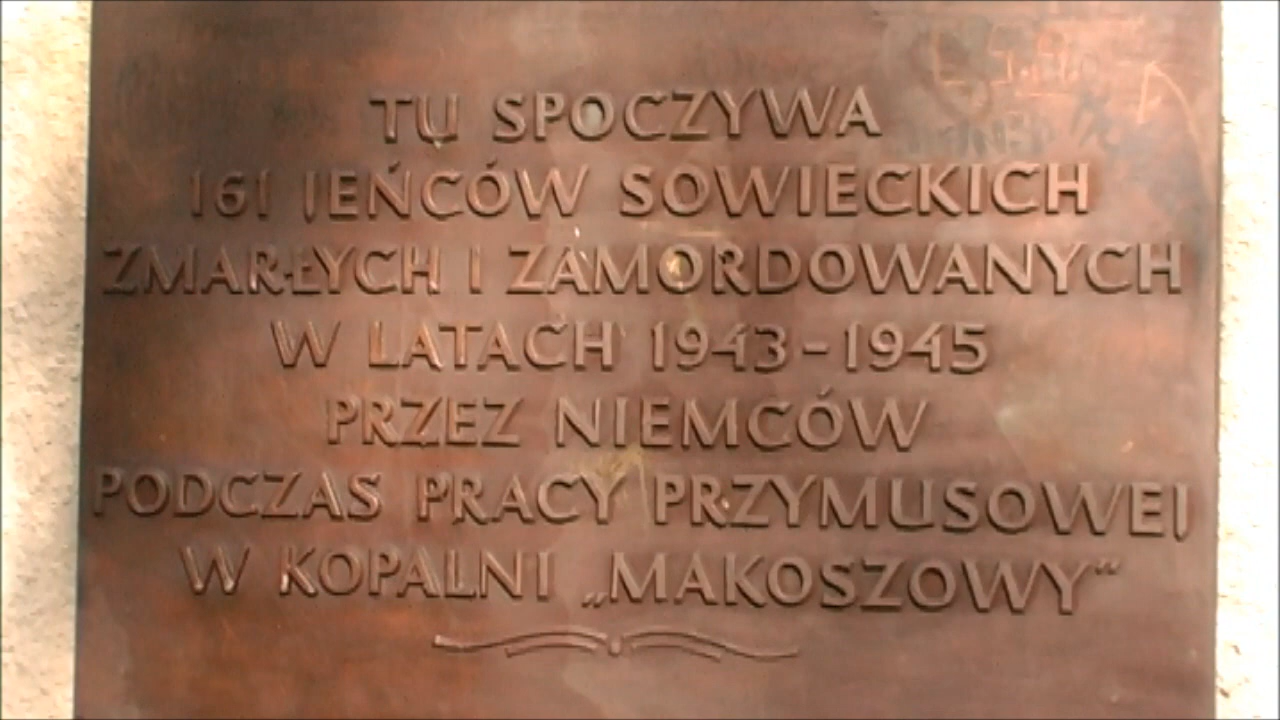 TU SPOCZYWA
161 JEŃCÓW SOWIECKICH
ZMARŁYCH I ZAMORDOWANYCH
W LATACH 1943-1945
PRZEZ NIEMCÓW
PODCZAS PRACY PRZYMUSOWEJ
W KOPALNI „MAKOSZOWY”